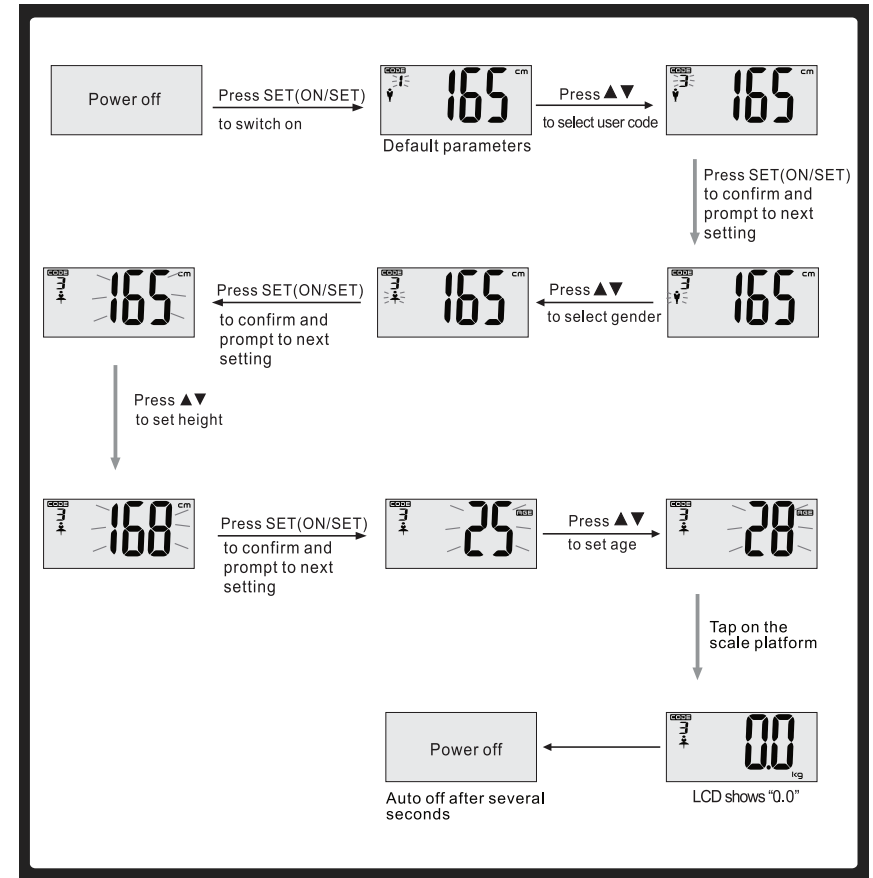 Power off
Press SET(ON/SET)
to switch on
CODE
1
165
cm
Default parameters
Press ▲▼
to select user code
CODE
3
165
cm
Press SET(ON/SET)
to confirm and
prompt to next
setting
CODE
3
165
cm
Press ▲▼
to select gender
CODE
3
165
cm
Press SET(ON/SET)
to confirm and
prompt to next
setting
CODE
3
165
cm
Press ▲▼
to set height
CODE
3
168
cm
Press SET(ON/SET)
to confirm and
prompt to next
setting
CODE
3
25
AGE
Press ▲▼
to set age
CODE
3
28
AGE
Tap on the
scale platform
CODE
3
0.0
kg
LCD shows “0.0”
Power off
Auto off after several
seconds